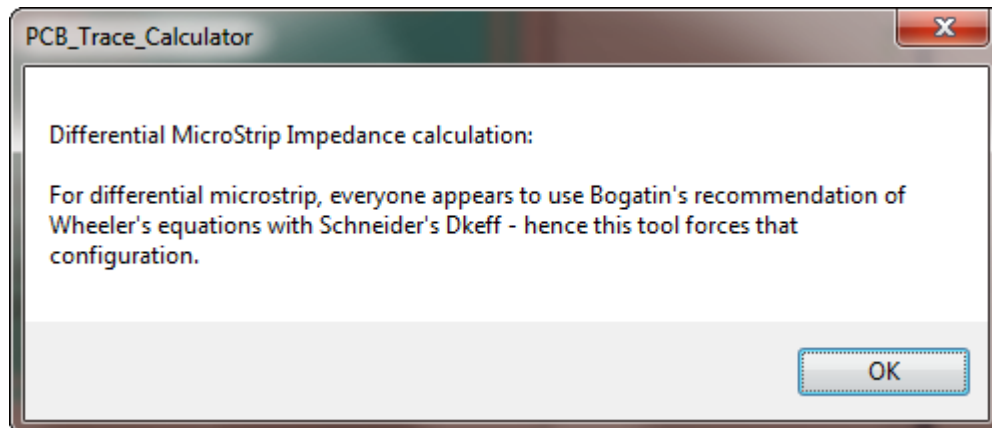 PCB_Trace_Calculator
Differential MicroStrip Impedance calculation:
For differential microstrip, everyone appears to use Bogatin's recommendation of
Wheeler's equations with Schneider's Dkeff - hence this tool forces that
configuration.
OK